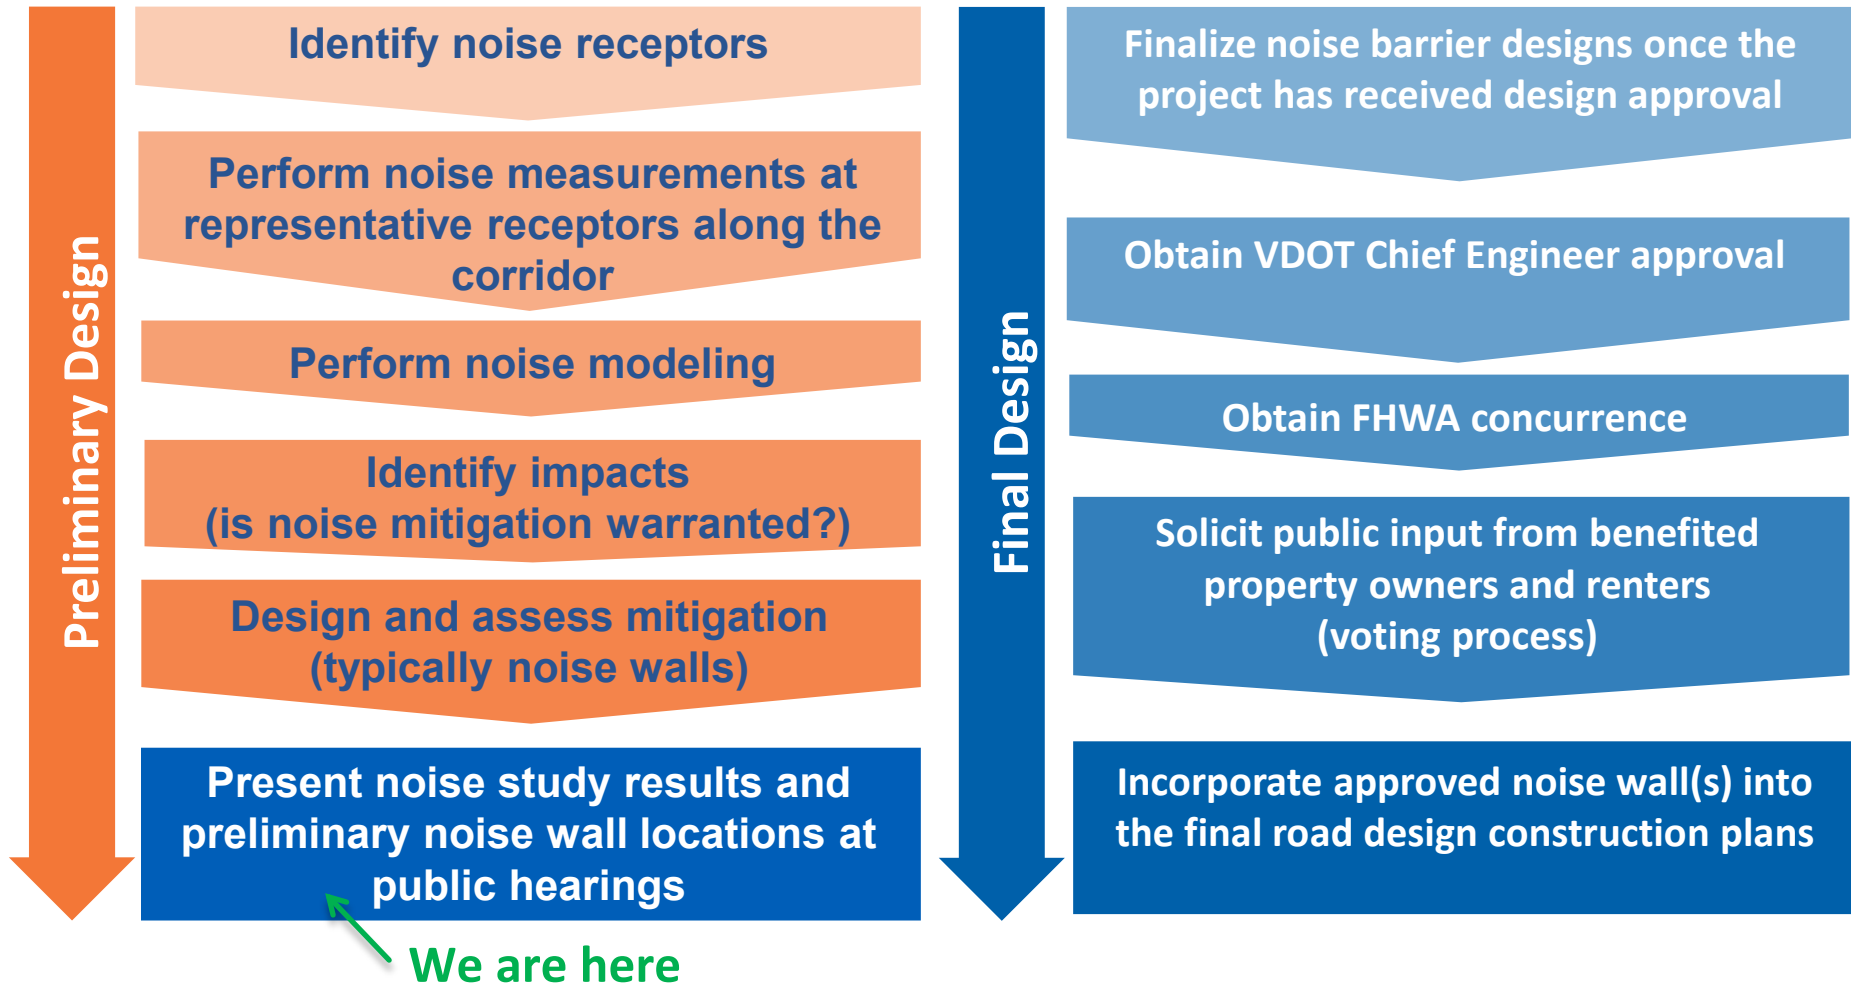 Preliminary Design
Identify noise receptors
Perform noise measurements at
representative receptors along the
corridor
Perform noise modeling
Identify impacts
(is noise mitigation warranted?)
Design and assess mitigation
(typically noise walls)
Present noise study results and
preliminary noise wall locations at
public hearings
We are here
Final Design
Finalize noise barrier designs once the
project has received design approval
Obtain VDOT Chief Engineer approval
Obtain FHWA concurrence
Solicit public input from benefited
property owners and renters
(voting process)
Incorporate approved noise wall(s) into
the final road design construction plans